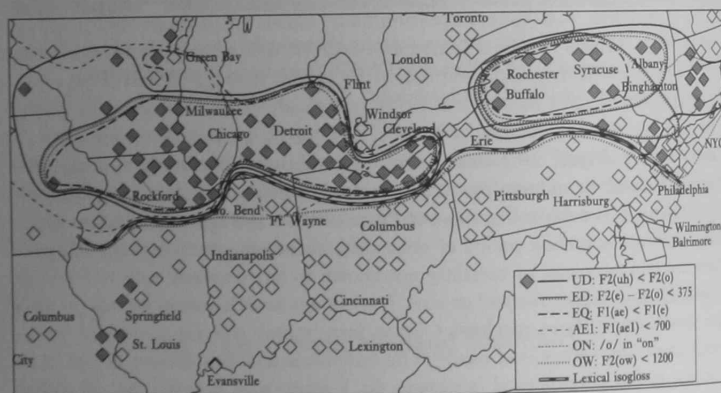 Toronto
Green Bay
London
Rochester
Syracuse
Albany
Flint
Buffalo
Binghamton
Milwaukee
Windsor
Chicago
Detroit
Cleveland
Erie
NYC
Rockford
Philadelphia
So. Bend
Ft. Wayne
Pittsburgh
Harrisburg
Columbus
Wilmington
Baltimore
Indianapolis
UD: F2(uh) < F2(o)
ED: F2(e) – F2(o) < 375
EQ: F1(ae) < F1(e)
AE1: F1(ae1) < 700
ON: /o/ in "on"
OW: F2(ow) < 1200
Lexical isogloss
Cincinnati
Columbus
Springfield
St. Louis
Lexington
City
Evansville